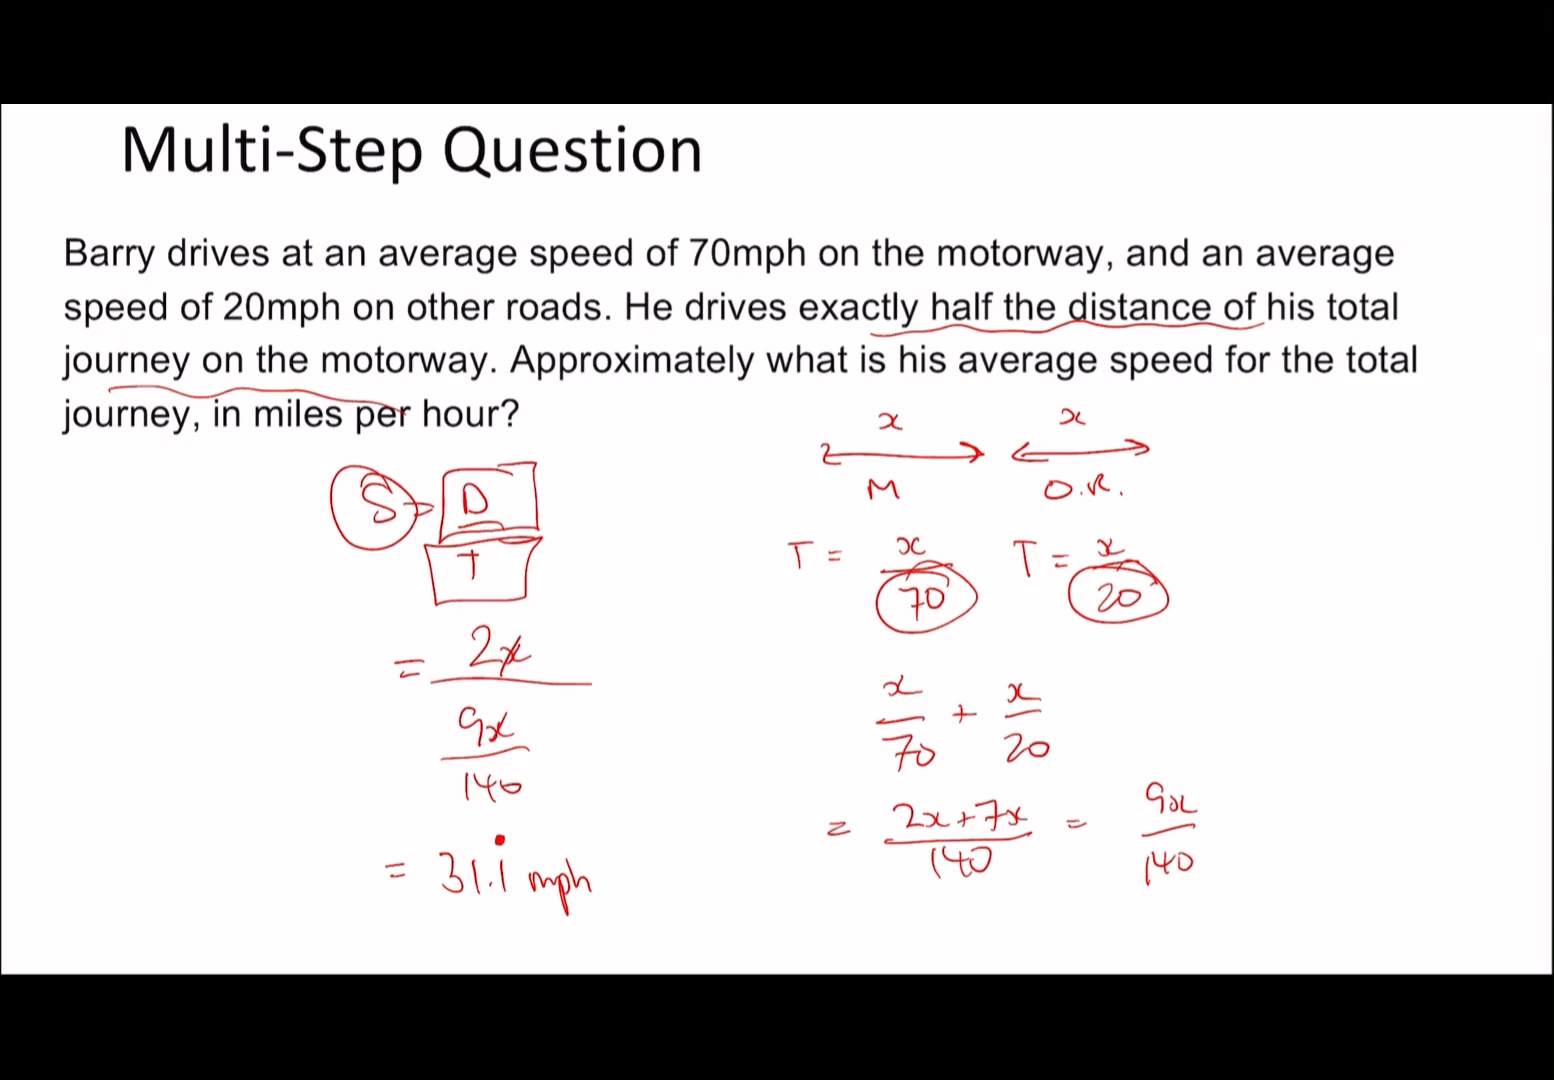 Multi-Step Question
Barry drives at an average speed of 70mph on the motorway, and an average
speed of 20mph on other roads. He drives exactly half the distance of his total
journey on the motorway. Approximately what is his average speed for the total
journey, in miles per hour?
x x
M O.R.
S = D
T
T = x/70 T = x/20
= 2x
9x
140
x/70 + x/20
= 2x+7x/140 = 9x/140
= 31.1̇ mph